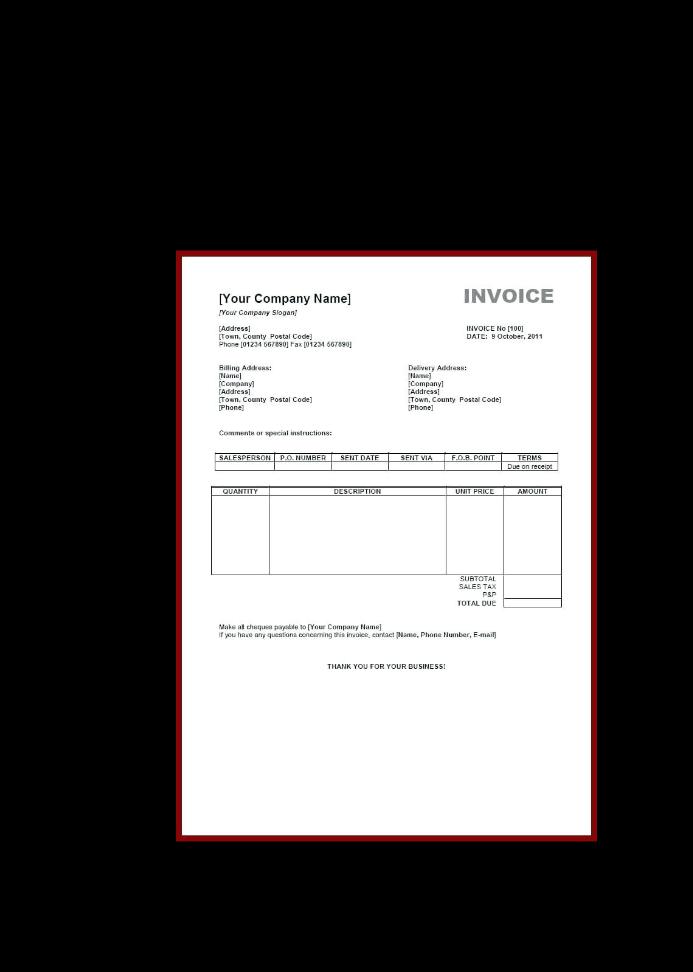 [Your Company Name]
INVOICE
[Your Company Slogan]
[Address]
[Town, County  Postal Code]
Phone [01234 567890] Fax [01234 567890]
INVOICE No [100]
DATE:  9 October, 2011
Billing Address:
[Name]
[Company]
[Address]
[Town, County  Postal Code]
[Phone]
Delivery Address:
[Name]
[Company]
[Address]
[Town, County  Postal Code]
[Phone]
Comments or special instructions:
SALESPERSON P.O. NUMBER SENT DATE SENT VIA F.O.B. POINT TERMS
Due on receipt
QUANTITY DESCRIPTION UNIT PRICE AMOUNT
SUBTOTAL
SALES TAX
P&P
TOTAL DUE
Make all cheques payable to [Your Company Name]
If you have any questions concerning this invoice, contact [Name, Phone Number, E-mail]
THANK YOU FOR YOUR BUSINESS!